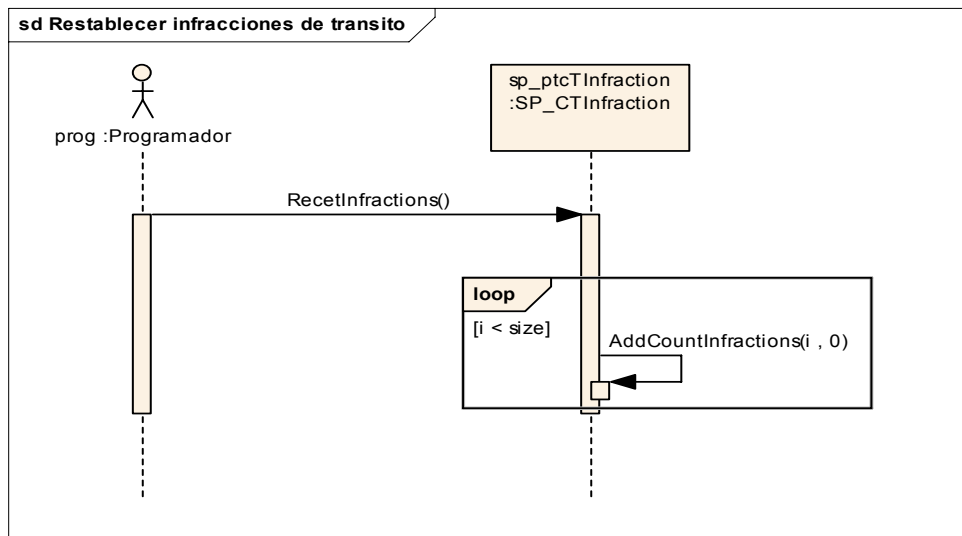 sd Restablecer infracciones de transito
prog :Programador
sp_ptcTInfraction
:SP_CTInfraction
RecetInfractions()
loop
[i < size]
AddCountInfractions(i , 0)